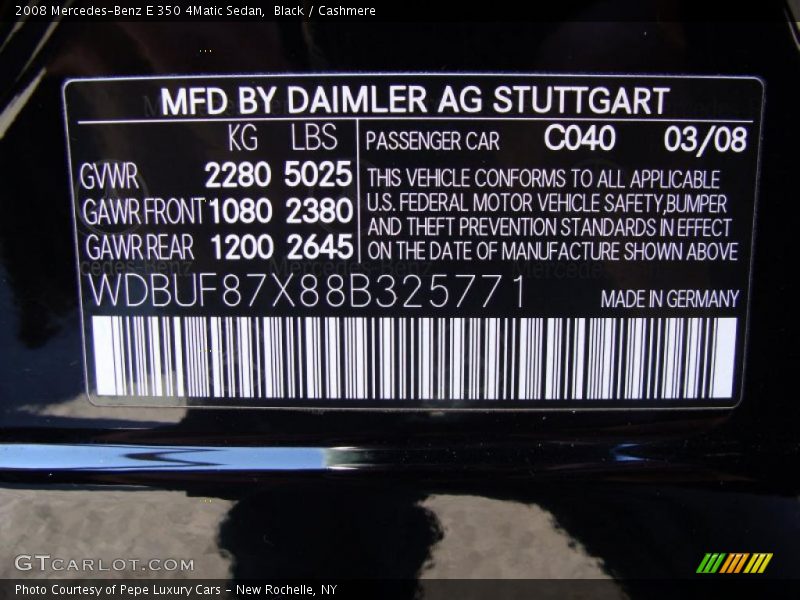 2008 Mercedes-Benz E 350 4Matic Sedan,  Black / Cashmere
MFD BY DAIMLER AG STUTTGART
KG LBS
GVWR 2280 5025
GAWR FRONT 1080 2380
GAWR REAR 1200 2645
PASSENGER CAR C040 03/08
THIS VEHICLE CONFORMS TO ALL APPLICABLE
U.S. FEDERAL MOTOR VEHICLE SAFETY,BUMPER
AND THEFT PREVENTION STANDARDS IN EFFECT
ON THE DATE OF MANUFACTURE SHOWN ABOVE
WDBUF87X88B325771
MADE IN GERMANY
GTCARLOT.COM
Photo Courtesy of Pepe Luxury Cars - New Rochelle, NY